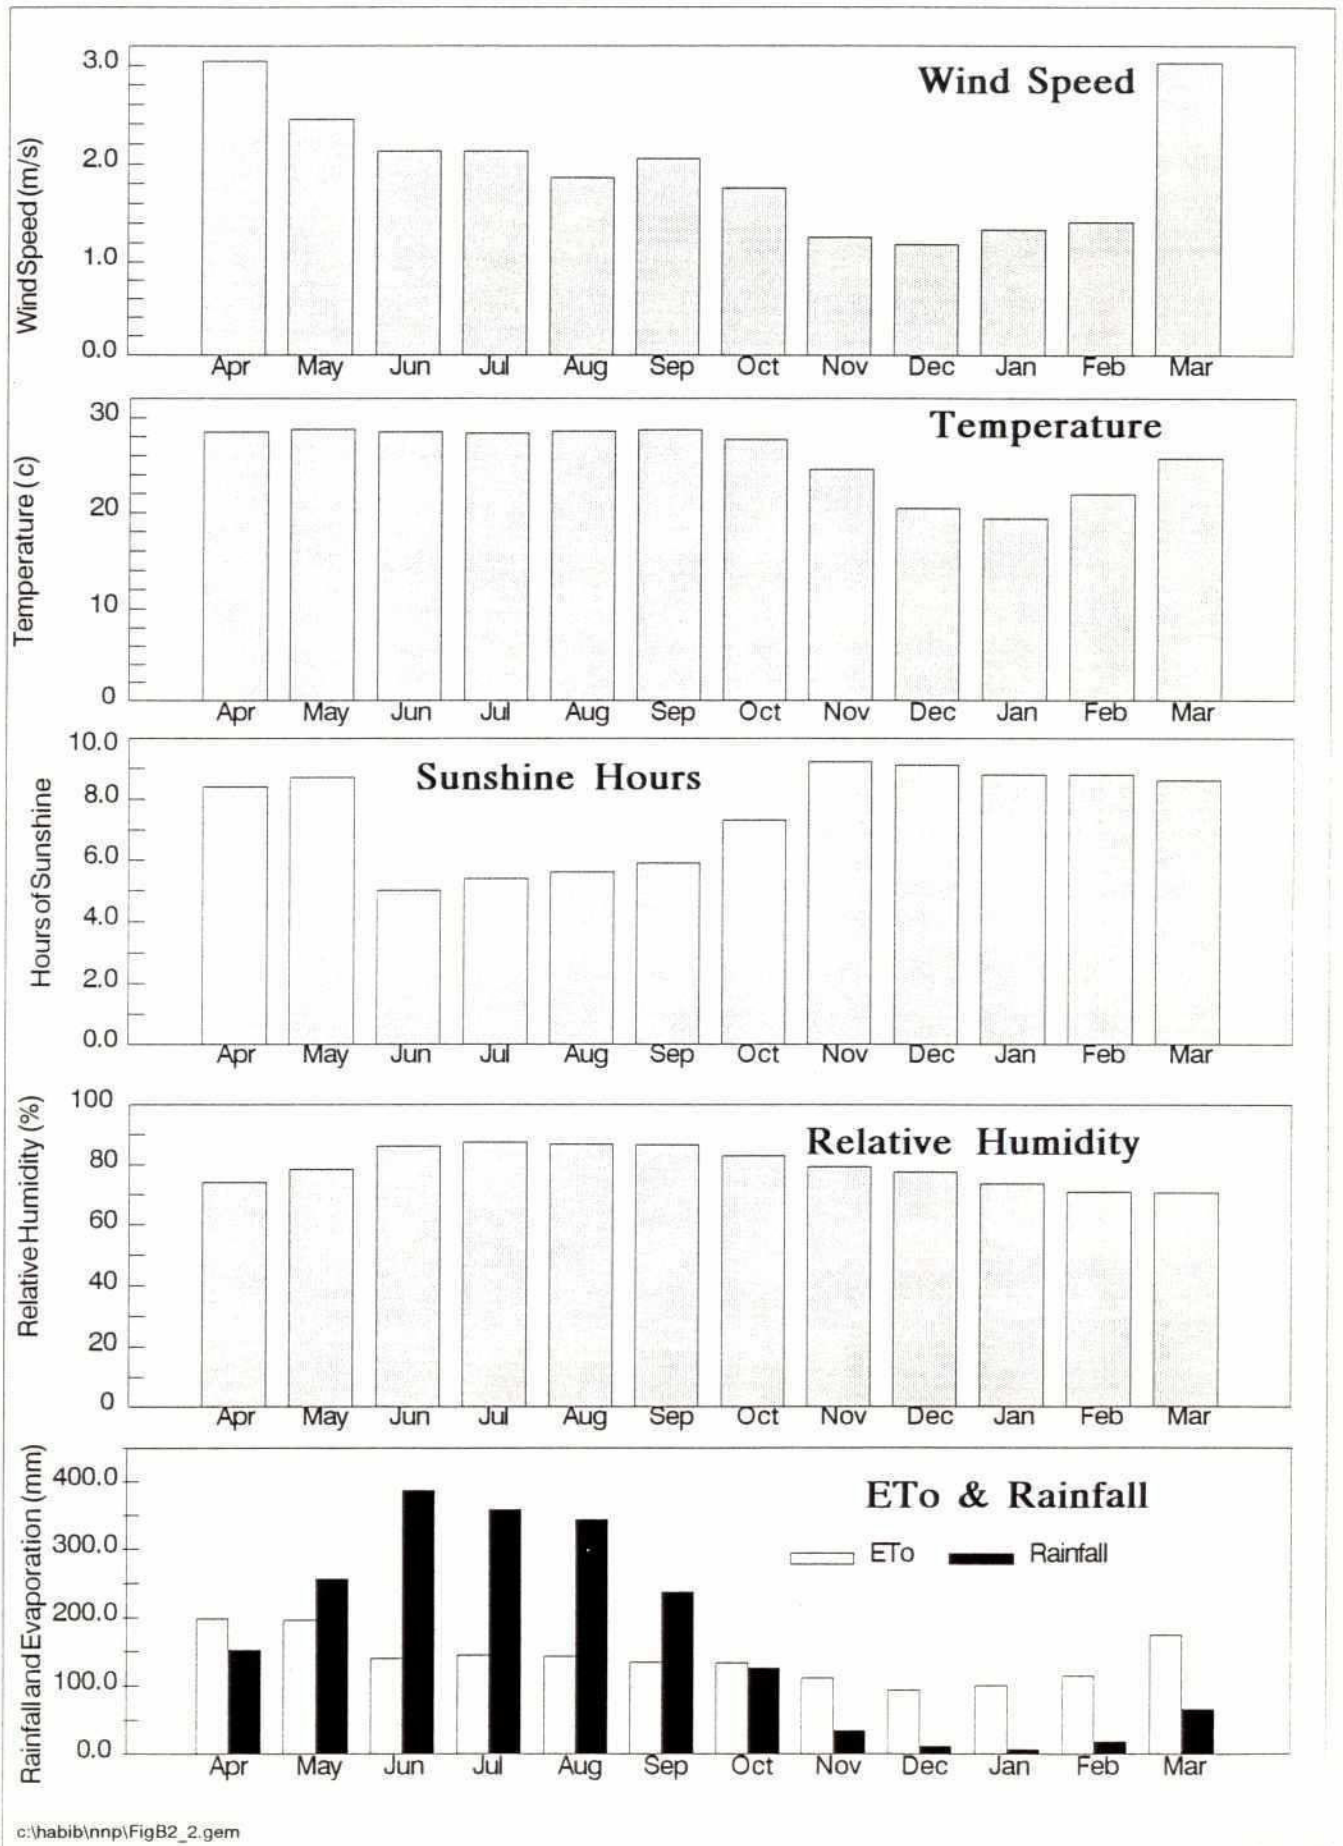 Wind Speed
WindSpeed (m/s)
3.0
2.0
1.0
0.0
Apr May Jun Jul Aug Sep Oct Nov Dec Jan Feb Mar
Temperature
Temperature (c)
30
20
10
0
Apr May Jun Jul Aug Sep Oct Nov Dec Jan Feb Mar
Sunshine Hours
Hours of Sunshine
10.0
8.0
6.0
4.0
2.0
0.0
Apr May Jun Jul Aug Sep Oct Nov Dec Jan Feb Mar
Relative Humidity
Relative Humidity (%)
100
80
60
40
20
0
Apr May Jun Jul Aug Sep Oct Nov Dec Jan Feb Mar
ETo & Rainfall
ETo Rainfall
Rainfall and Evaporation (mm)
400.0
300.0
200.0
100.0
0.0
Apr May Jun Jul Aug Sep Oct Nov Dec Jan Feb Mar
c:\habib\nnp\FigB2_2.gem